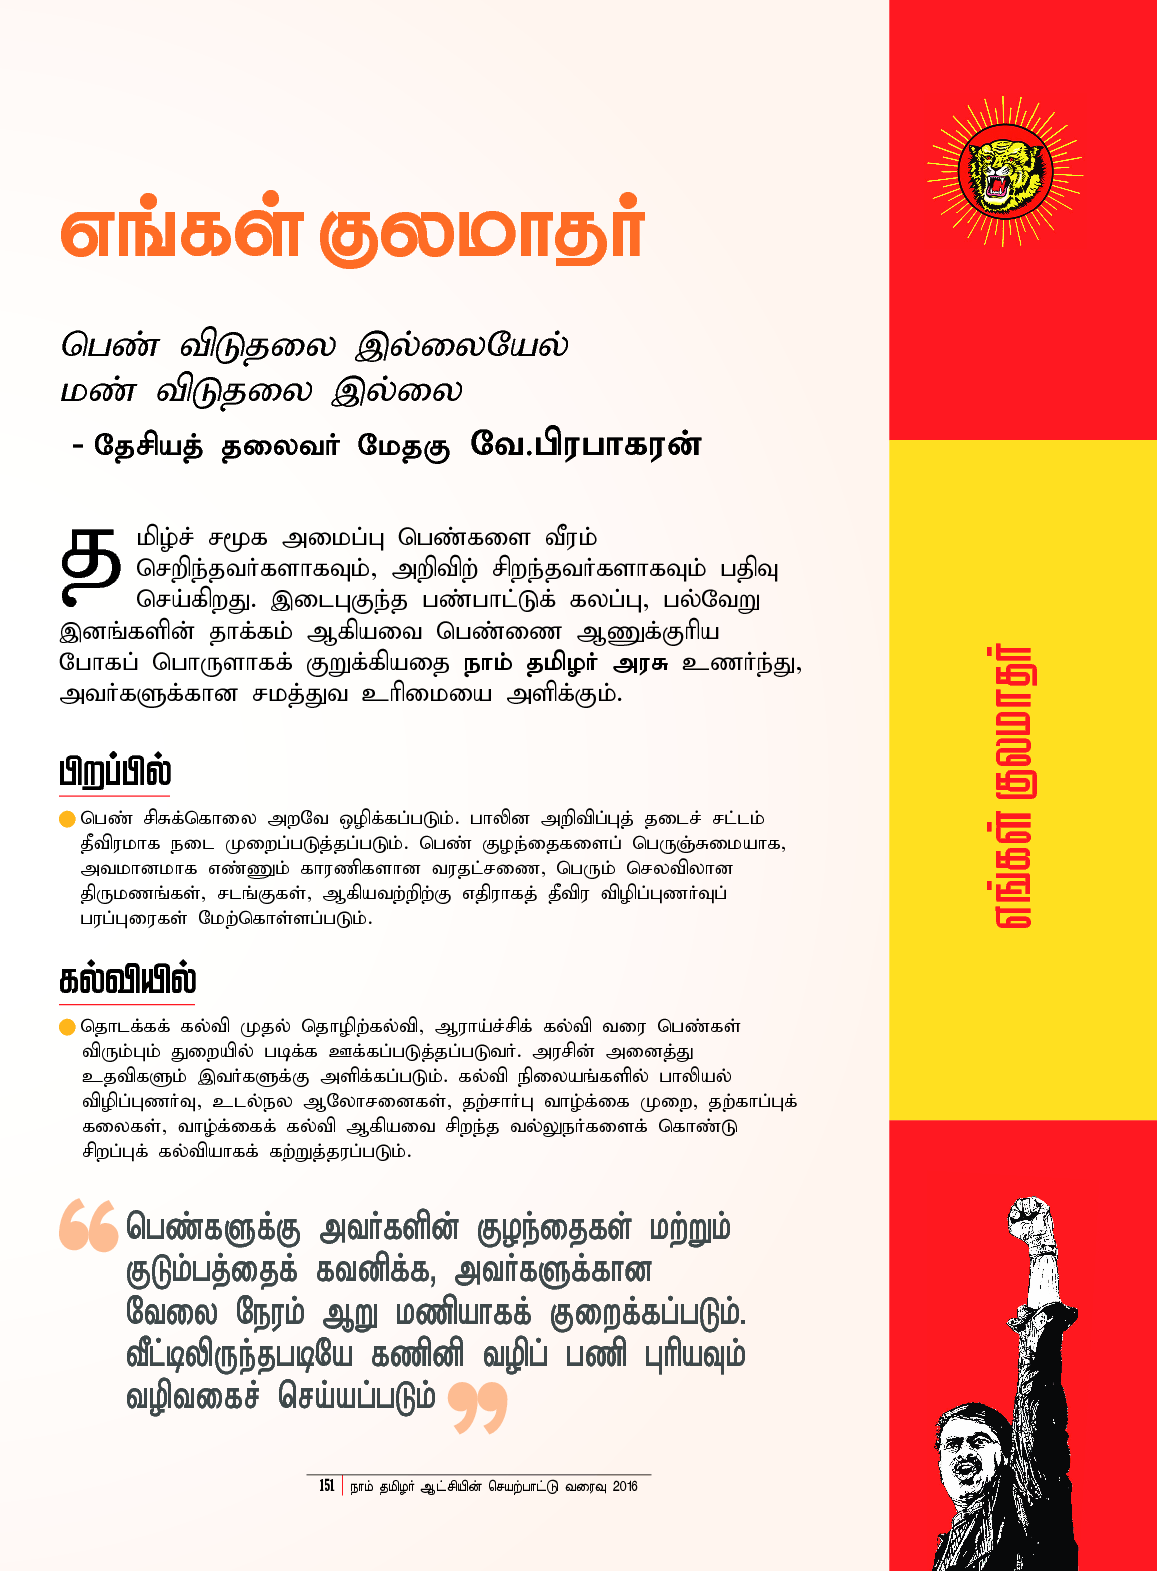 எங்கள் குலமாதர்
பெண் விடுதலை இல்லையேல்
மண் விடுதலை இல்லை
- தேசியத் தலைவர் மேதகு வே.பிரபாகரன்
தமிழ்ச் சமூக அமைப்பு பெண்களை வீரம்
செறிந்தவர்களாகவும், அறிவிற் சிறந்தவர்களாகவும் பதிவு
செய்கிறது. இடைபுகுந்த பண்பாட்டுக் கலப்பு, பல்வேறு
இனங்களின் தாக்கம் ஆகியவை பெண்ணை ஆணுக்குரிய
போகப் பொருளாகக் குறுக்கியதை நாம் தமிழர் அரசு உணர்ந்து,
அவர்களுக்கான சமத்துவ உரிமையை அளிக்கும்.
பிறப்பில்
பெண் சிசுக்கொலை அறவே ஒழிக்கப்படும். பாலின அறிவிப்புத் தடைச் சட்டம்
தீவிரமாக நடை முறைப்படுத்தப்படும். பெண் குழந்தைகளைப் பெருஞ்சுமையாக,
அவமானமாக எண்ணும் காரணிகளான வரதட்சணை, பெரும் செலவிலான
திருமணங்கள், சடங்குகள், ஆகியவற்றிற்கு எதிராகத் தீவிர விழிப்புணர்வுப்
பரப்புரைகள் மேற்கொள்ளப்படும்.
கல்வியில்
தொடக்கக் கல்வி முதல் தொழிற்கல்வி, ஆராய்ச்சிக் கல்வி வரை பெண்கள்
விரும்பும் துறையில் படிக்க ஊக்கப்படுத்தப்படுவர். அரசின் அனைத்து
உதவிகளும் இவர்களுக்கு அளிக்கப்படும். கல்வி நிலையங்களில் பாலியல்
விழிப்புணர்வு, உடல்நல ஆலோசனைகள், தற்சார்பு வாழ்க்கை முறை, தற்காப்புக்
கலைகள், வாழ்க்கைக் கல்வி ஆகியவை சிறந்த வல்லுநர்களைக் கொண்டு
சிறப்புக் கல்வியாகக் கற்றுத்தரப்படும்.
“பெண்களுக்கு அவர்களின் குழந்தைகள் மற்றும்
குடும்பத்தைக் கவனிக்க, அவர்களுக்கான
வேலை நேரம் ஆறு மணியாகக் குறைக்கப்படும்.
வீட்டிலிருந்தபடியே கணினி வழிப் பணி புரியவும்
வழிவகைச் செய்யப்படும்”
151 | நாம் தமிழர் ஆட்சியின் செயற்பாட்டு வரைவு 2016
எங்கள் குலமாதர்